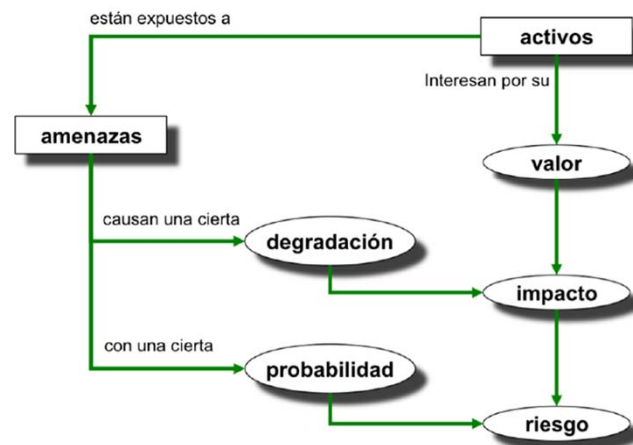 están expuestos a
activos
Interesan por su
amenazas
valor
causan una cierta
degradación
impacto
con una cierta
probabilidad
riesgo